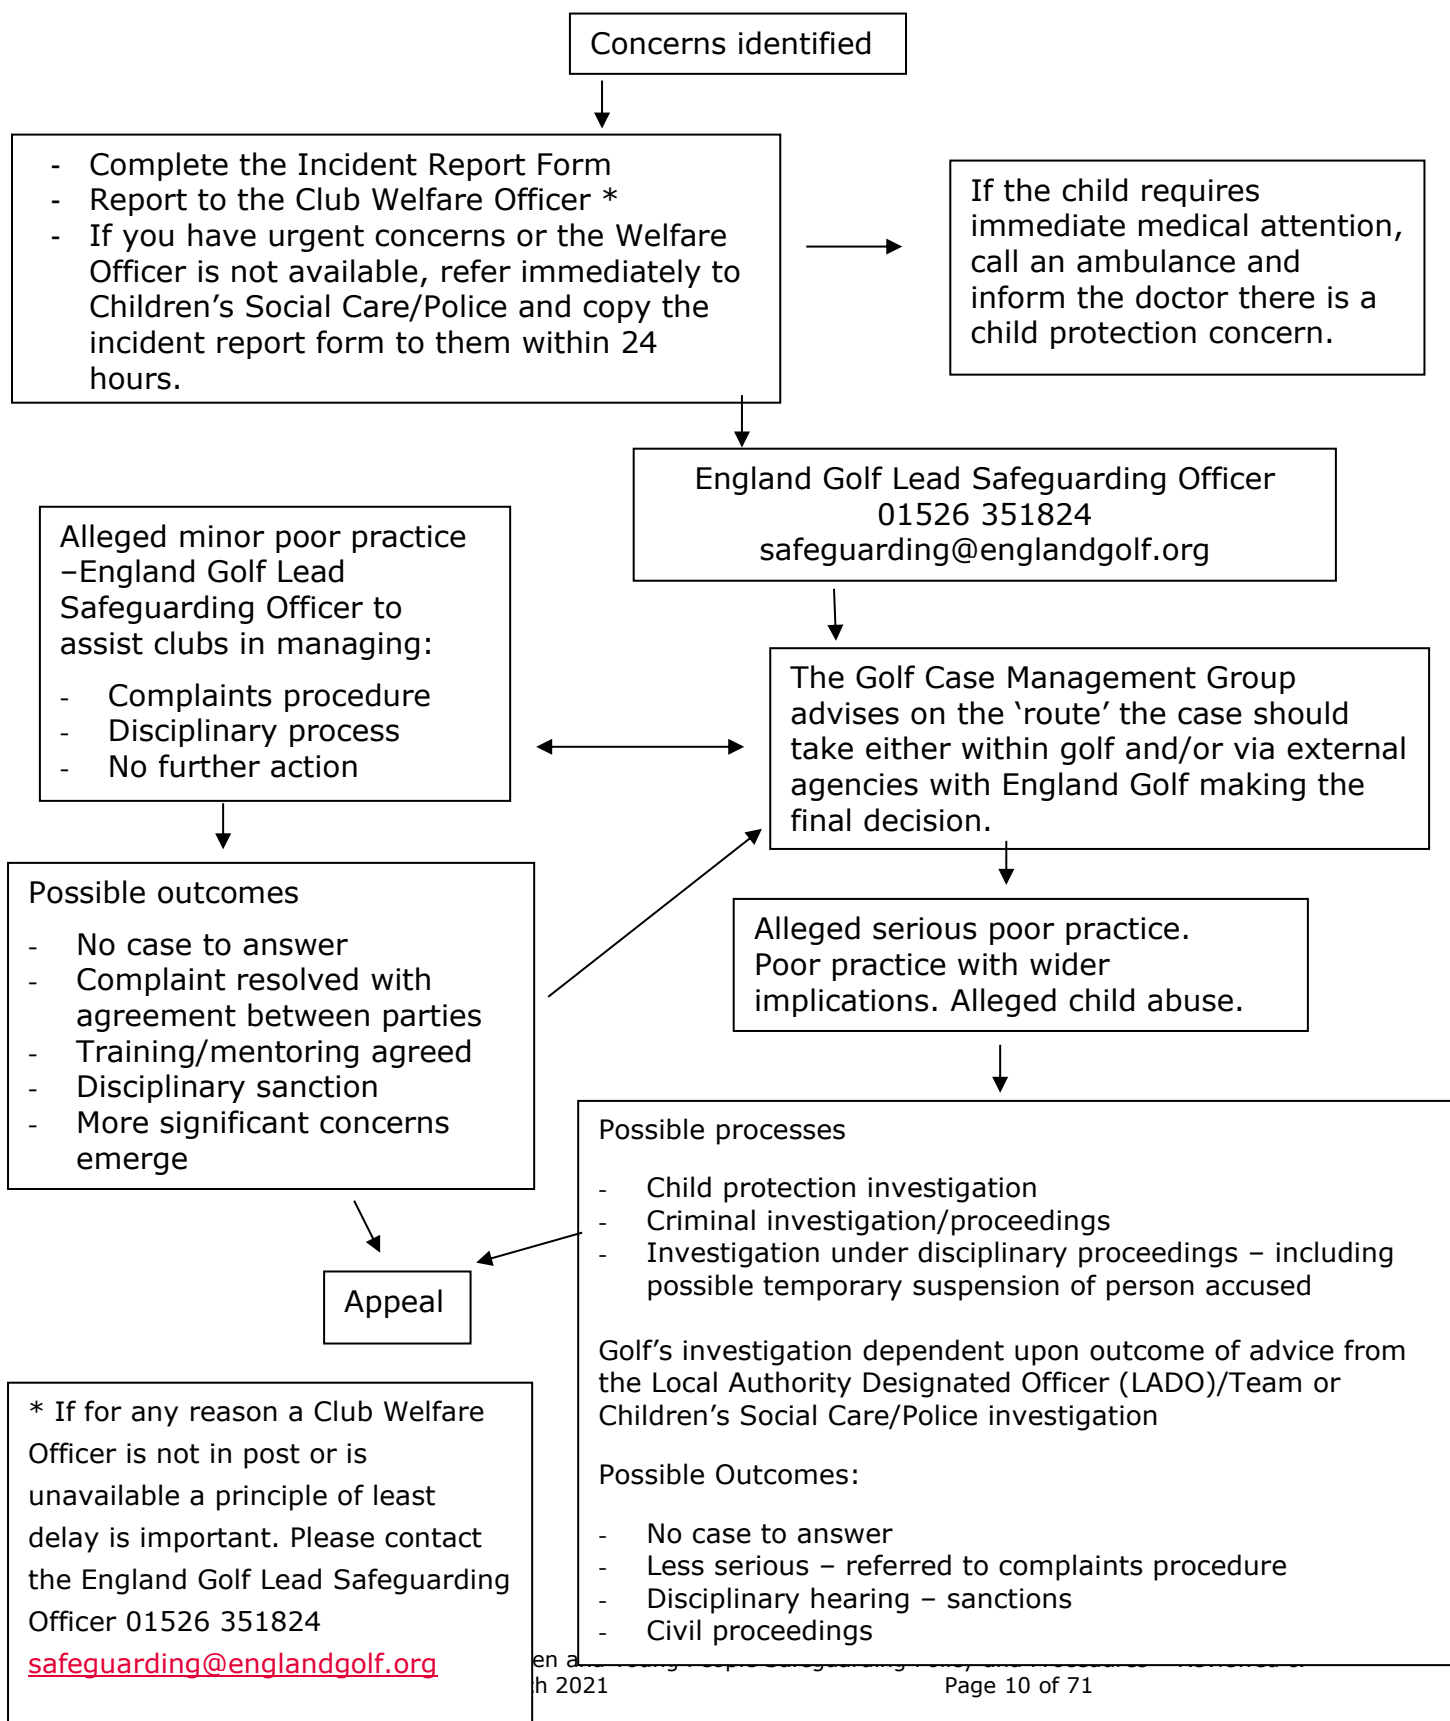 Concerns identified
- Complete the Incident Report Form
- Report to the Club Welfare Officer *
- If you have urgent concerns or the Welfare
Officer is not available, refer immediately to
Children’s Social Care/Police and copy the
incident report form to them within 24
hours.
If the child requires
immediate medical attention,
call an ambulance and
inform the doctor there is a
child protection concern.
England Golf Lead Safeguarding Officer
01526 351824
safeguarding@englandgolf.org
Alleged minor poor practice
–England Golf Lead
Safeguarding Officer to
assist clubs in managing:
- Complaints procedure
- Disciplinary process
- No further action
The Golf Case Management Group
advises on the ‘route’ the case should
take either within golf and/or via external
agencies with England Golf making the
final decision.
Possible outcomes
- No case to answer
- Complaint resolved with
agreement between parties
- Training/mentoring agreed
- Disciplinary sanction
- More significant concerns
emerge
Alleged serious poor practice.
Poor practice with wider
implications. Alleged child abuse.
Possible processes
- Child protection investigation
- Criminal investigation/proceedings
- Investigation under disciplinary proceedings – including
possible temporary suspension of person accused
Golf’s investigation dependent upon outcome of advice from
the Local Authority Designated Officer (LADO)/Team or
Children’s Social Care/Police investigation
Possible Outcomes:
- No case to answer
- Less serious – referred to complaints procedure
- Disciplinary hearing – sanctions
- Civil proceedings
Appeal
* If for any reason a Club Welfare
Officer is not in post or is
unavailable a principle of least
delay is important. Please contact
the England Golf Lead Safeguarding
Officer 01526 351824
safeguarding@englandgolf.org
2021
Page 10 of 71